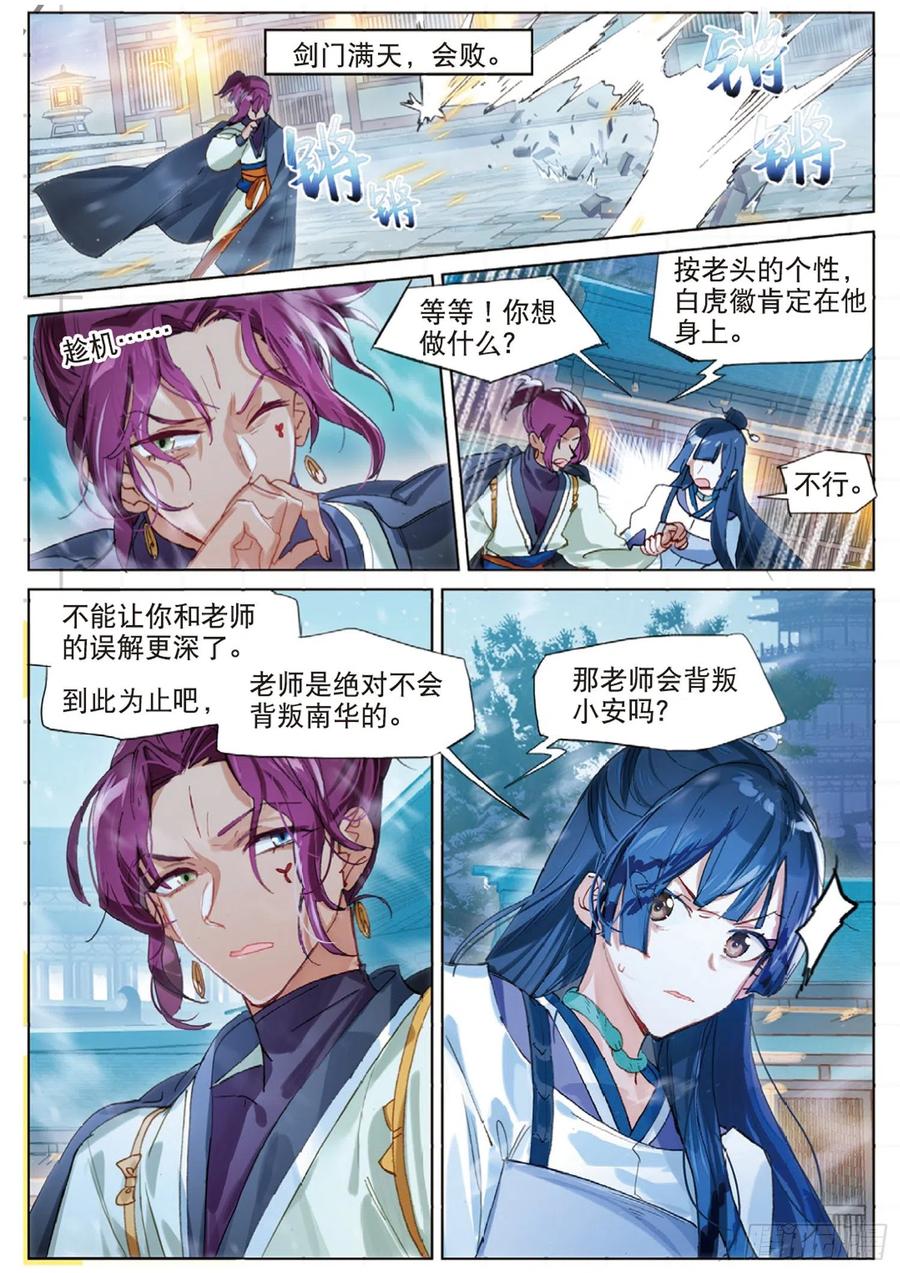 剑门满天，会败。
锵
锵
锵
锵
趁机……
等等！你想
做什么？
按老头的个性，
白虎徽肯定在他
身上。
不行。
不能让你和老师
的误解更深了。
到此为止吧，
老师是绝对不会
背叛南华的。
那老师会背叛
小安吗？